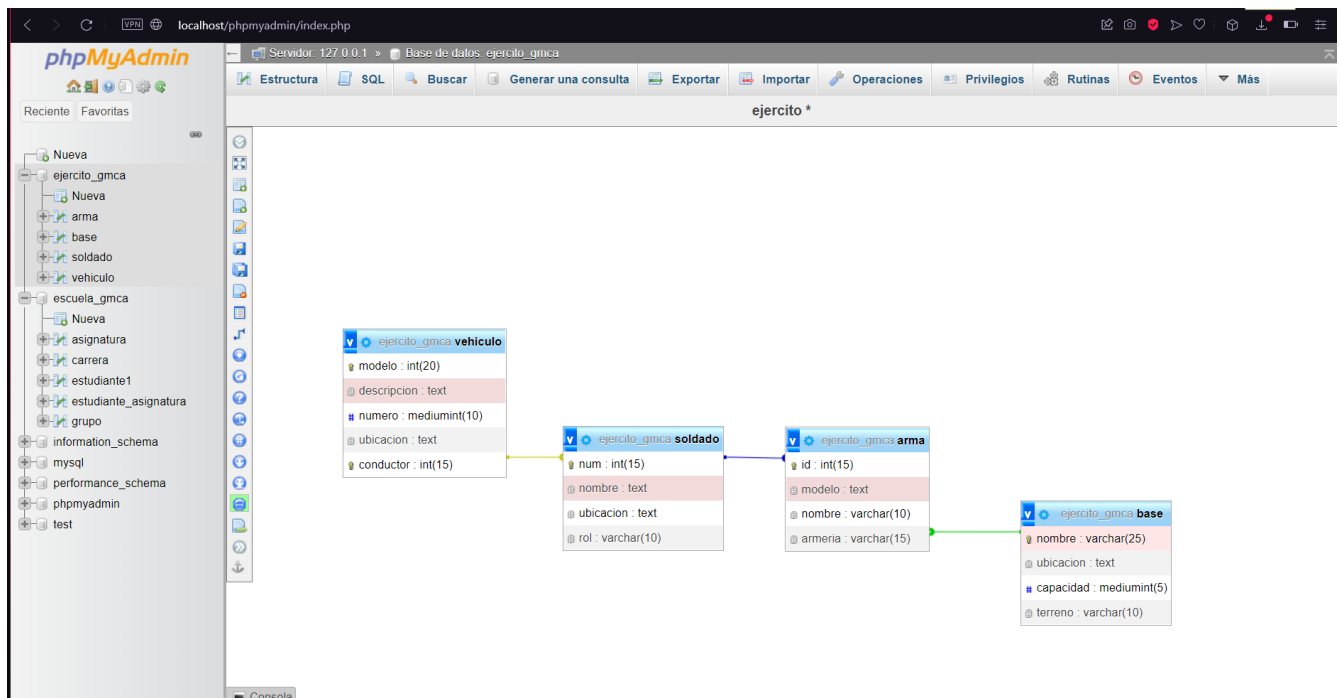 VPN localhost/phpmyadmin/index.php
phpMyAdmin
Servidor: 127.0.0.1 » Base de datos: ejercito_gmca
Estructura SQL Buscar Generar una consulta Exportar Importar Operaciones Privilegios Rutinas Eventos Más
Reciente Favoritas
ejercito *
Nueva
ejercito_gmca
Nueva
arma
base
soldado
vehiculo
escuela_gmca
Nueva
asignatura
carrera
estudiante1
estudiante_asignatura
grupo
information_schema
mysql
performance_schema
phpmyadmin
test
v ejercito_gmca vehiculo
modelo : int(20)
descripcion : text
# numero : mediumint(10)
ubicacion : text
conductor : int(15)
v ejercito_gmca soldado
num : int(15)
nombre : text
ubicacion : text
rol : varchar(10)
v ejercito_gmca arma
id : int(15)
modelo : text
nombre : varchar(10)
armeria : varchar(15)
v ejercito_gmca base
nombre : varchar(25)
ubicacion : text
# capacidad : mediumint(5)
terreno : varchar(10)
Consola